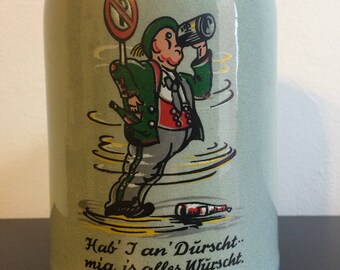 Hab' I an' Dürscht..
mia is alles Würscht.